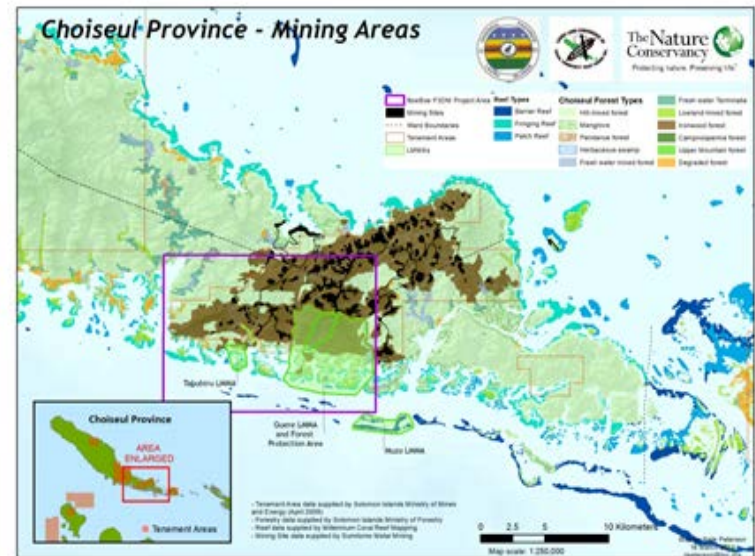 Choiseul Province - Mining Areas
The Nature
Conservancy
Protecting nature. Preserving life.
Project Area
Mining Sites
Ward Boundaries
Tenement Areas
LMMAs
Reef Types
Barrier Reef
Fringing Reef
Patch Reef
Choiseul Forest Types
Hill mixed forest
Mangrove
Pandanus forest
Herbaceous swamp
Fresh water mixed forest
Fresh water Terminalia
Lowland mixed forest
Ironwood forest
Campnosperma forest
Upper Mountain forest
Degraded forest
LMMA
LMMA
and Forest
Protection Area
LMMA
Choiseul Province
AREA
ENLARGED
Tenement Areas
- Tenement Area data supplied by Solomon Islands Ministry of Mines
and Energy (April 2009)
- Forestry data supplied by Solomon Islands Ministry of Forestry
- Reef data supplied by Millennium Coral Reef Mapping
- Mining Site data supplied by Sumitomo Metal Mining
0 2.5 5 10 Kilometers
Map scale: 1:250,000